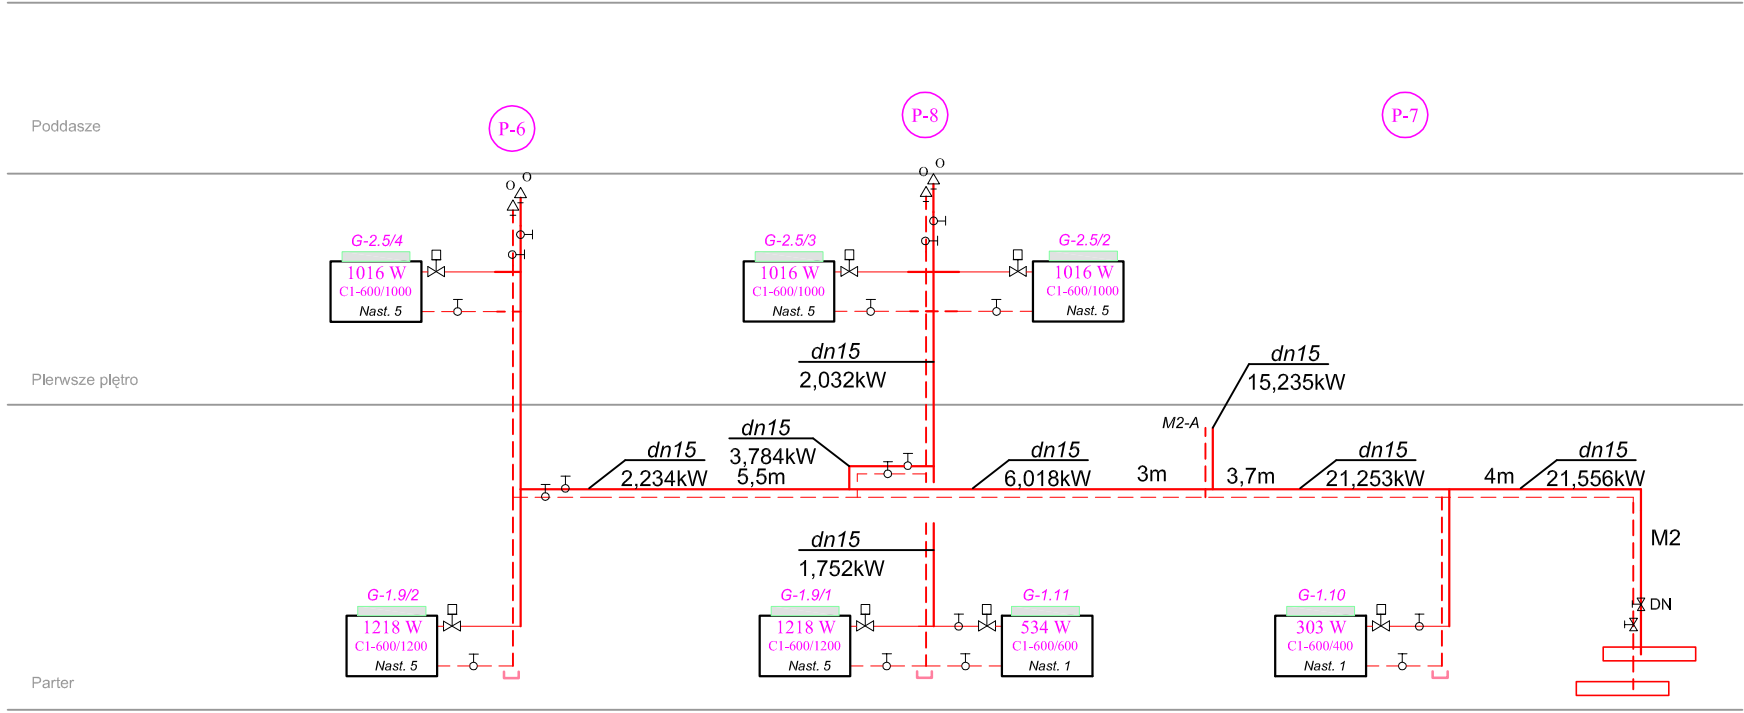 Poddasze
P-6
P-8
P-7
O
O
O
O
G-2.5/4
1016 W
C1-600/1000
Nast. 5
G-2.5/3
1016 W
C1-600/1000
Nast. 5
G-2.5/2
1016 W
C1-600/1000
Nast. 5
dn15
2,032kW
dn15
15,235kW
Pierwsze piętro
M2-A
dn15
2,234kW
5,5m
dn15
3,784kW
dn15
6,018kW
3m
3,7m
dn15
21,253kW
4m
dn15
21,556kW
M2
dn15
1,752kW
DN
G-1.9/2
1218 W
C1-600/1200
Nast. 5
G-1.9/1
1218 W
C1-600/1200
Nast. 5
G-1.11
534 W
C1-600/600
Nast. 1
G-1.10
303 W
C1-600/400
Nast. 1
Parter